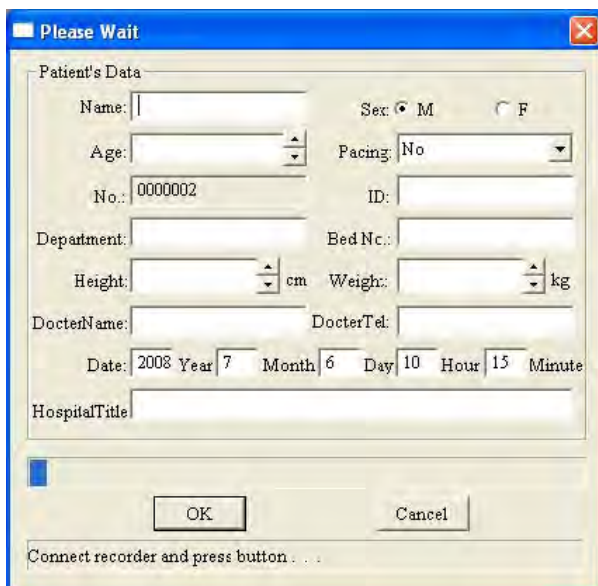 Please Wait
Patient's Data
Name: Sex: M F
Age: Pacing: No
No.: 0000002 ID:
Department: Bed No.:
Height: cm Weight: kg
DocterName: DocterTel:
Date: 2008 Year 7 Month 6 Day 10 Hour 15 Minute
HospitalTitle
OK Cancel
Connect recorder and press button . . .